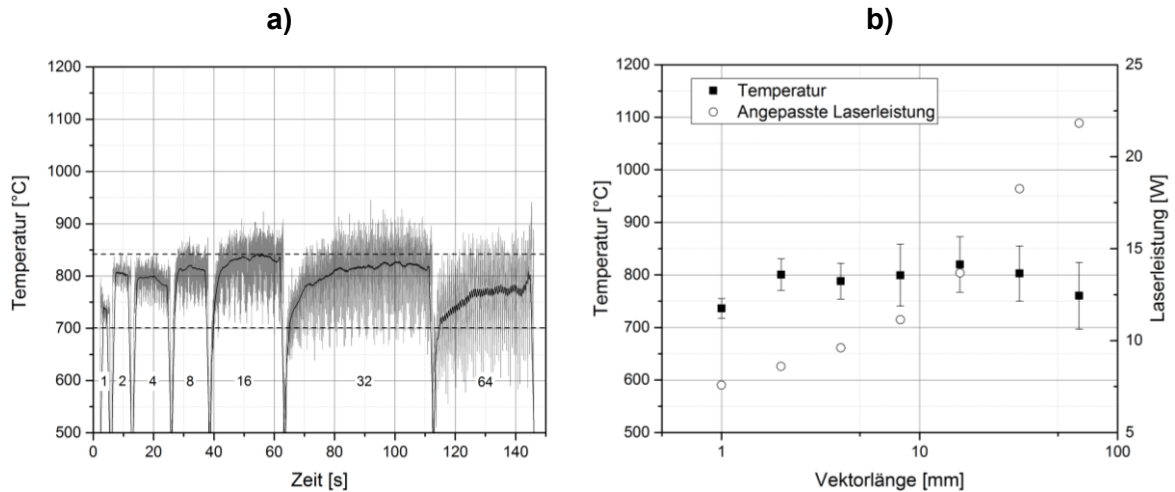 a)
1200
1100
1000
900
800
700
600
500
Temperatur [°C]
1 2 4 8 16 32 64
0 20 40 60 80 100 120 140
Zeit [s]
b)
Temperatur
Angepasste Laserleistung
1200
1100
1000
900
800
700
600
500
Temperatur [°C]
25
20
15
10
5
Laserleistung [W]
1 10 100
Vektorlänge [mm]